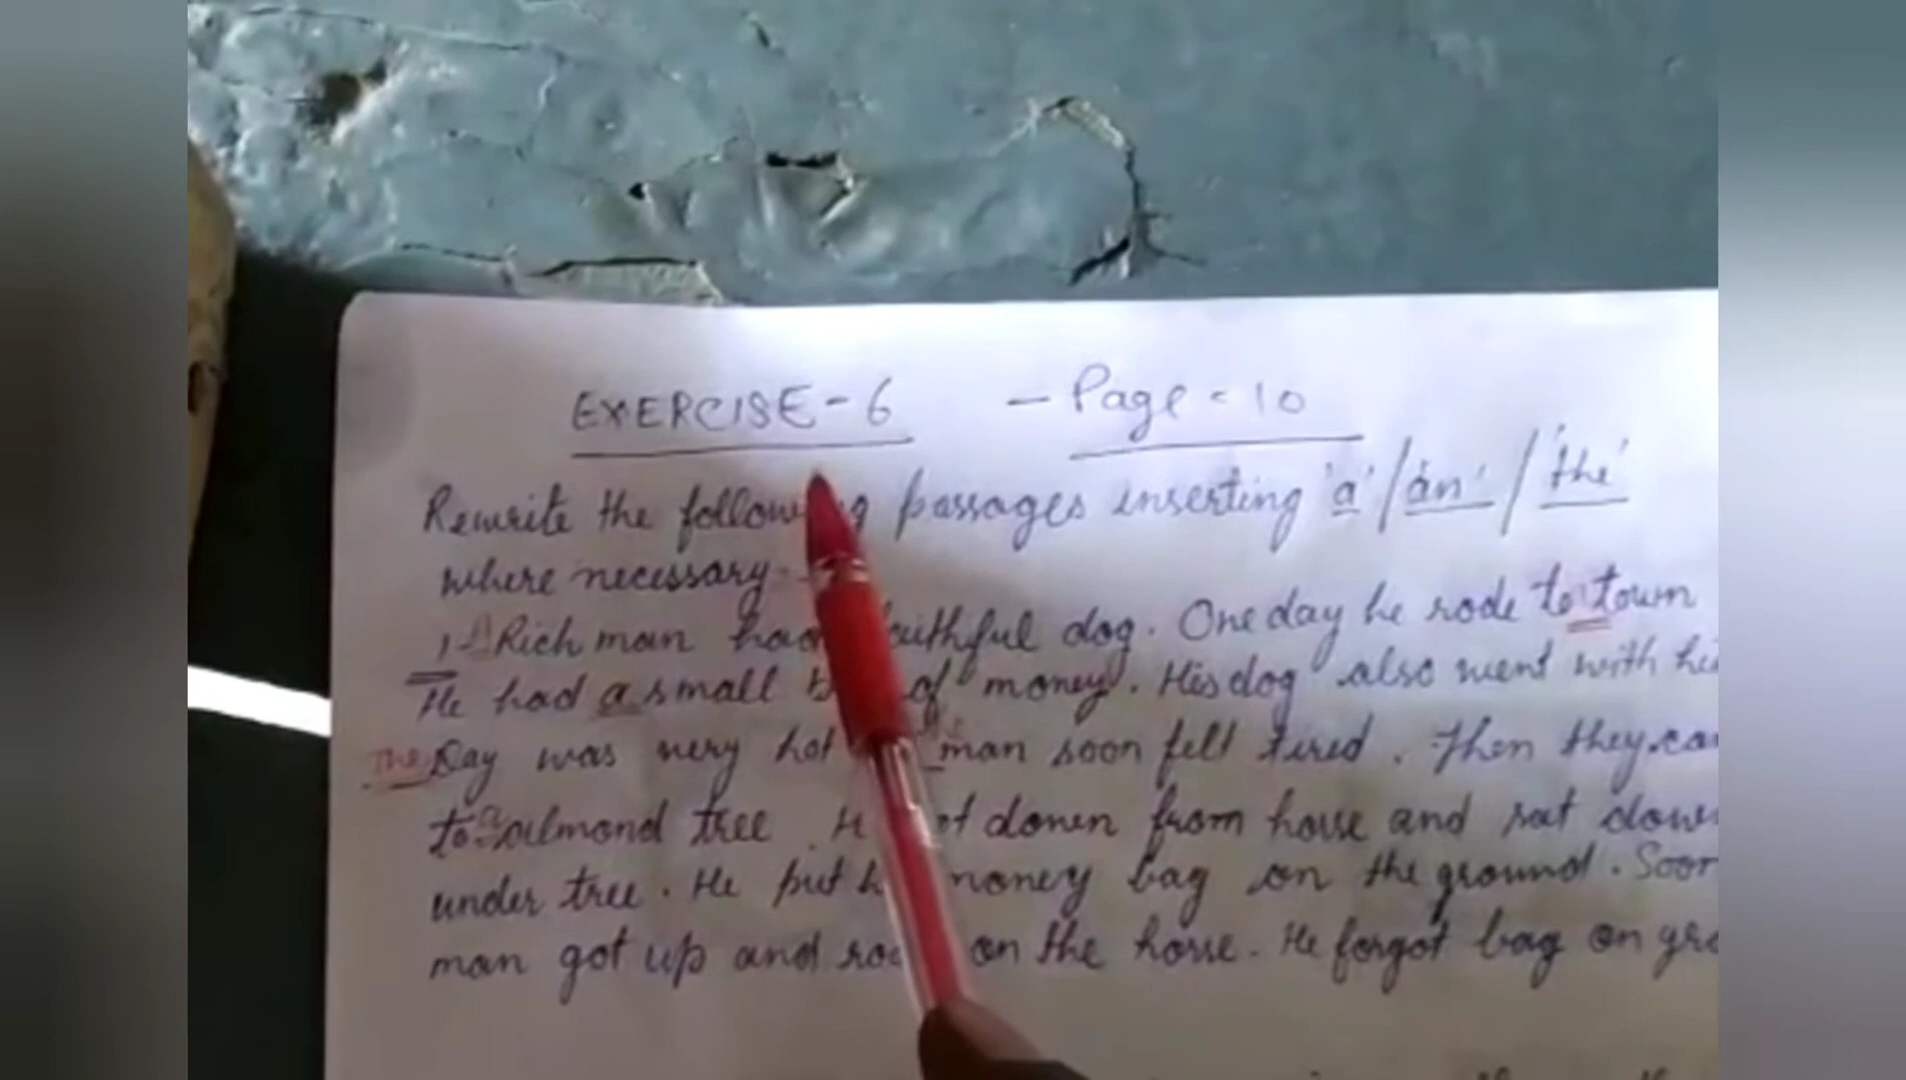 EXERCISE - 6 - Page - 10
Rewrite the following passages inserting 'a' / 'an' / 'the'
where necessary.
1- A Rich man had faithful dog. One day he rode to town
He had a small of money. His dog also went with
The Day was very hot man soon felt tired. Then they
to a almond tree. down from horse and sat down
under tree. He put money bag on the ground. Soon
man got up and on the horse. He forgot bag on